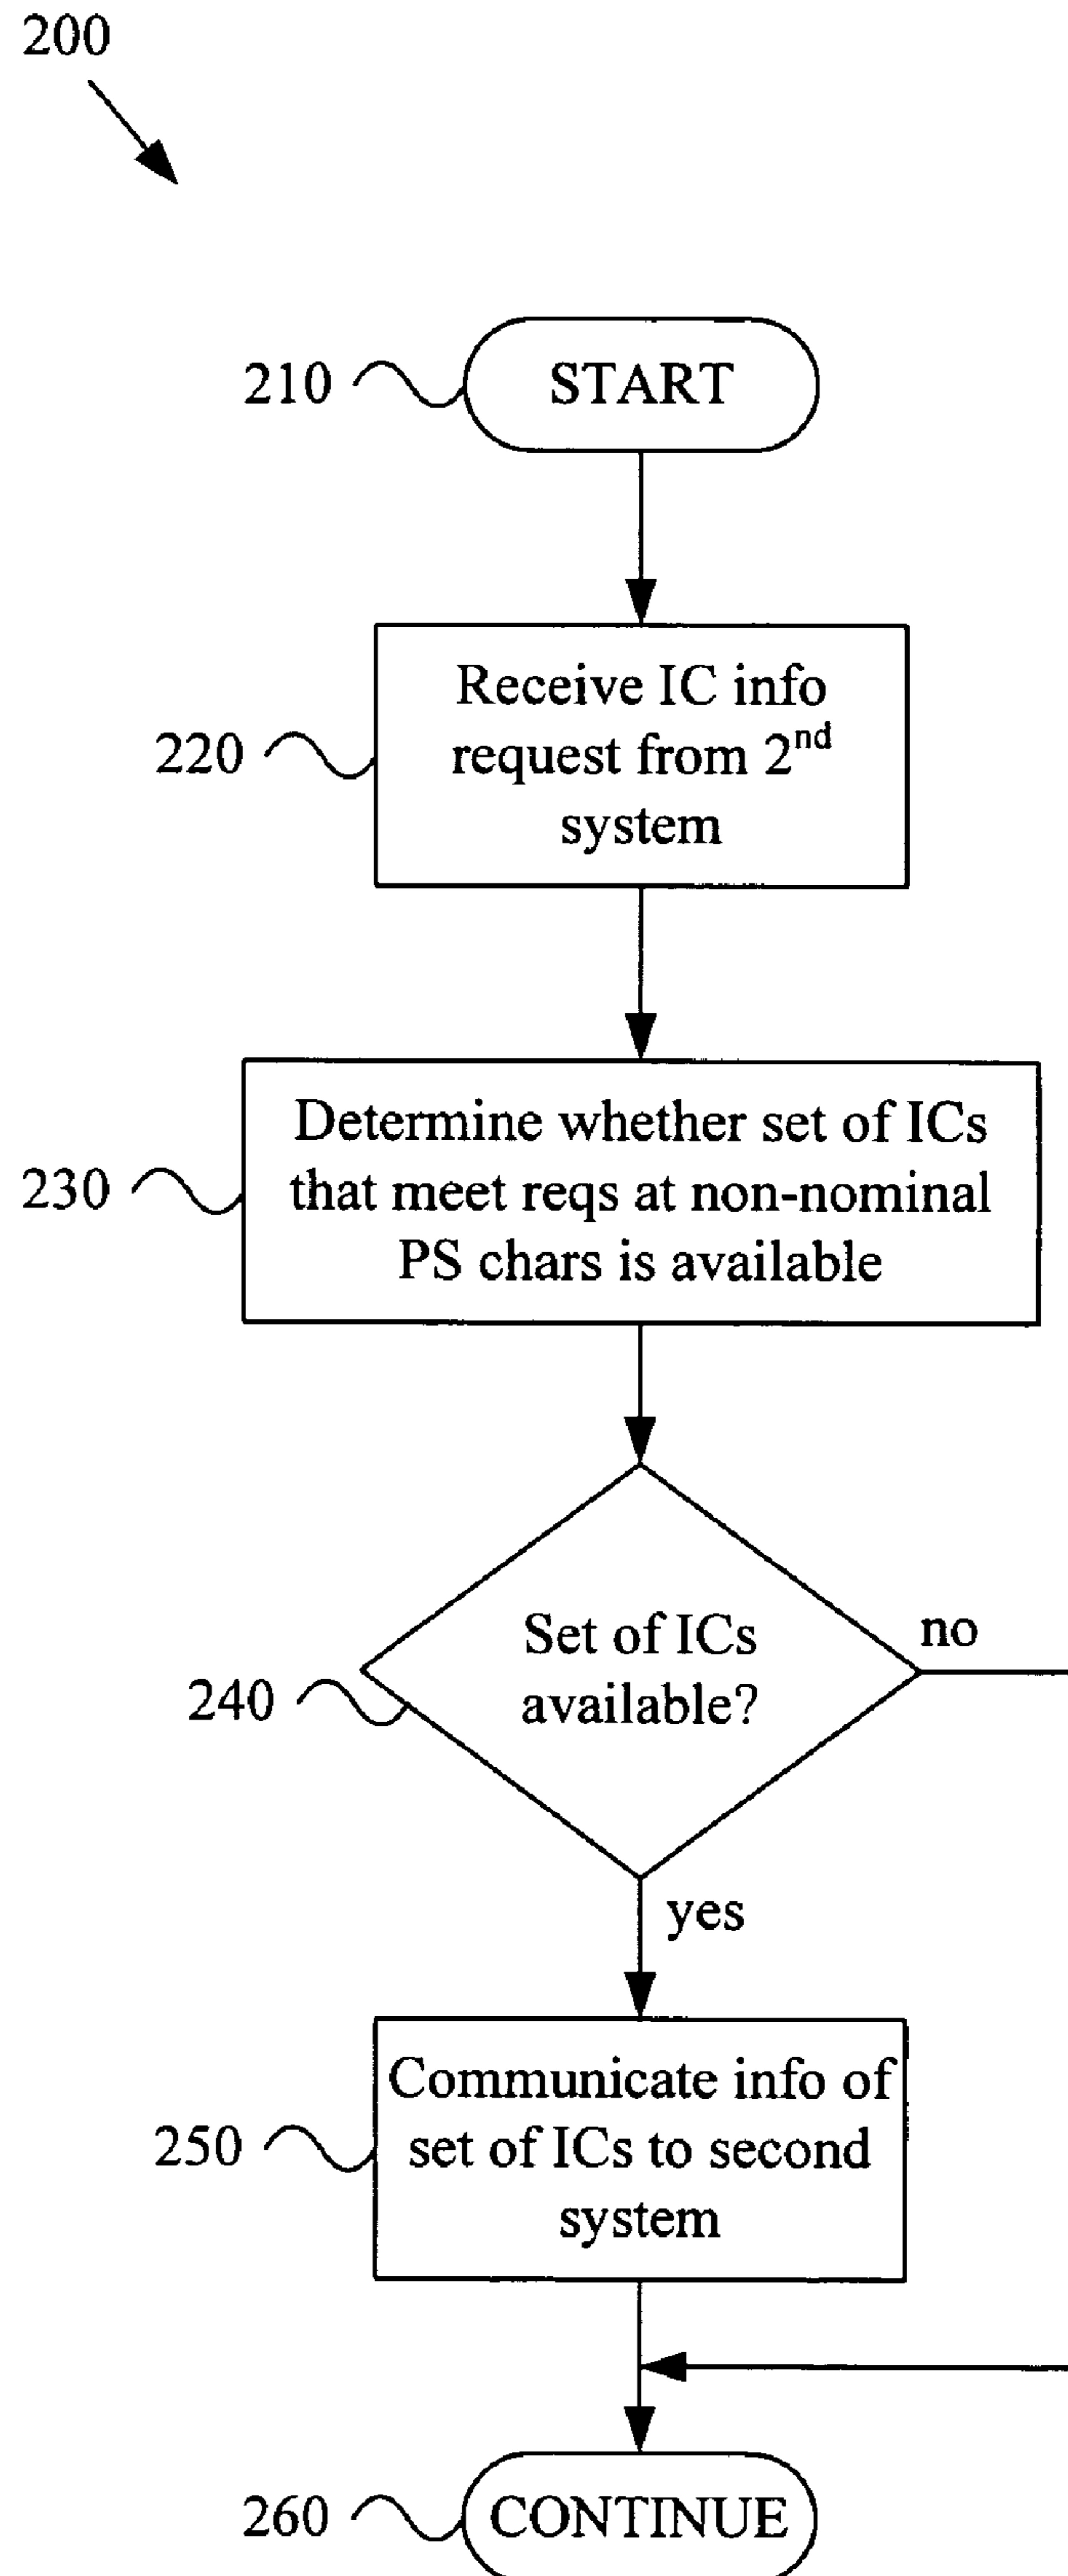 200
210
START
220
Receive IC info
request from 2nd
system
230
Determine whether set of ICs
that meet reqs at non-nominal
PS chars is available
240
Set of ICs
available?
no
yes
250
Communicate info of
set of ICs to second
system
260
CONTINUE